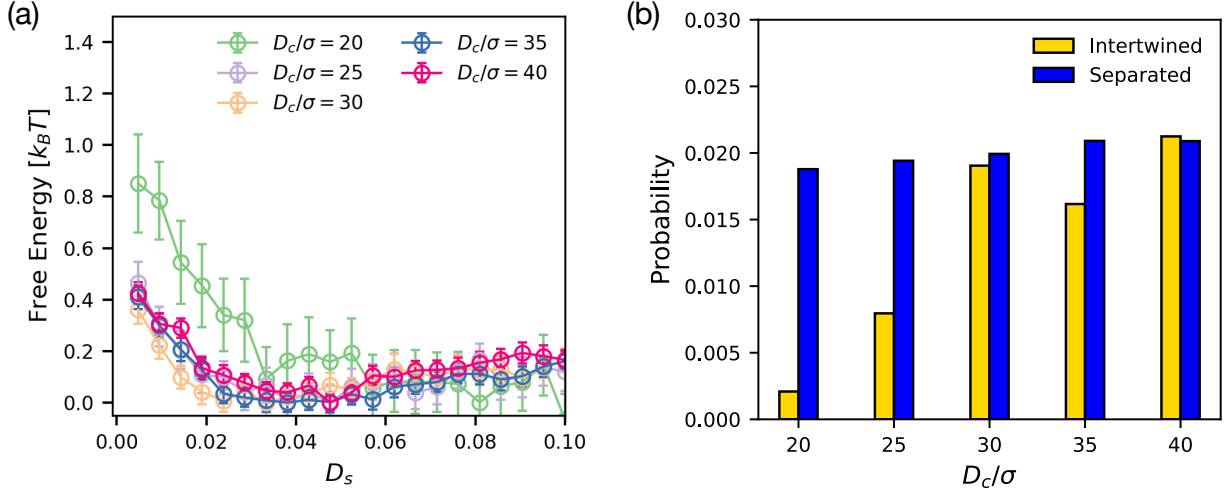 (a)
1.4
1.2
1.0
0.8
0.6
0.4
0.2
0.0
Free Energy [k_BT]
D_c/σ = 20
D_c/σ = 25
D_c/σ = 30
D_c/σ = 35
D_c/σ = 40
0.00 0.02 0.04 0.06 0.08 0.10
D_s
(b)
0.030
0.025
0.020
0.015
0.010
0.005
0.000
Probability
Intertwined
Separated
20 25 30 35 40
D_c/σ